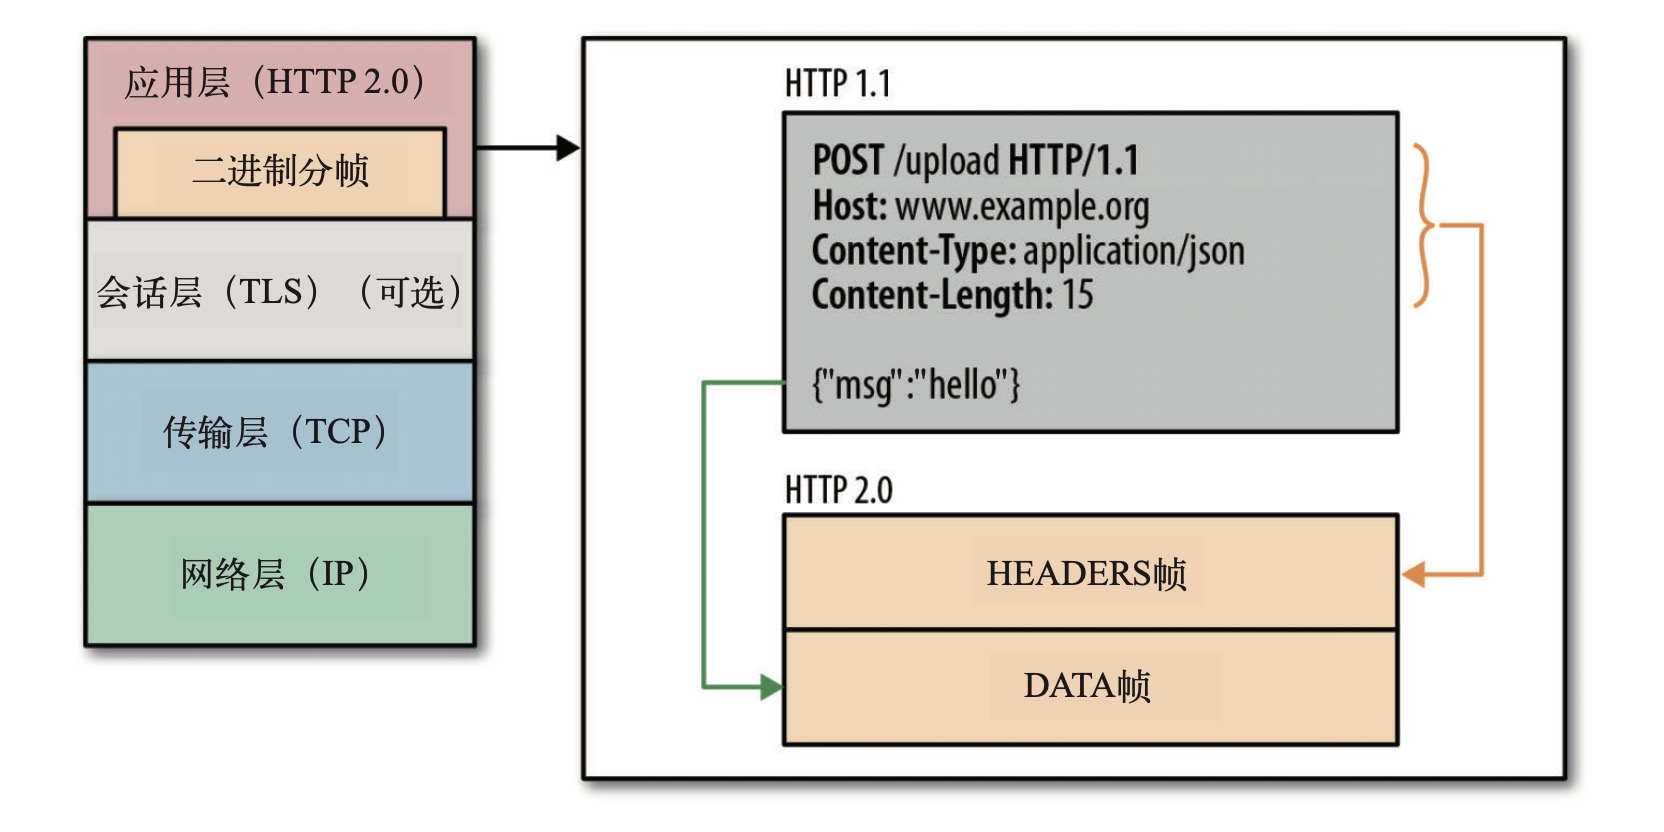 应用层（HTTP 2.0）
二进制分帧
会话层（TLS）（可选）
传输层（TCP）
网络层（IP）
HTTP 1.1
POST /upload HTTP/1.1
Host: www.example.org
Content-Type: application/json
Content-Length: 15
{"msg":"hello"}
HTTP 2.0
HEADERS帧
DATA帧